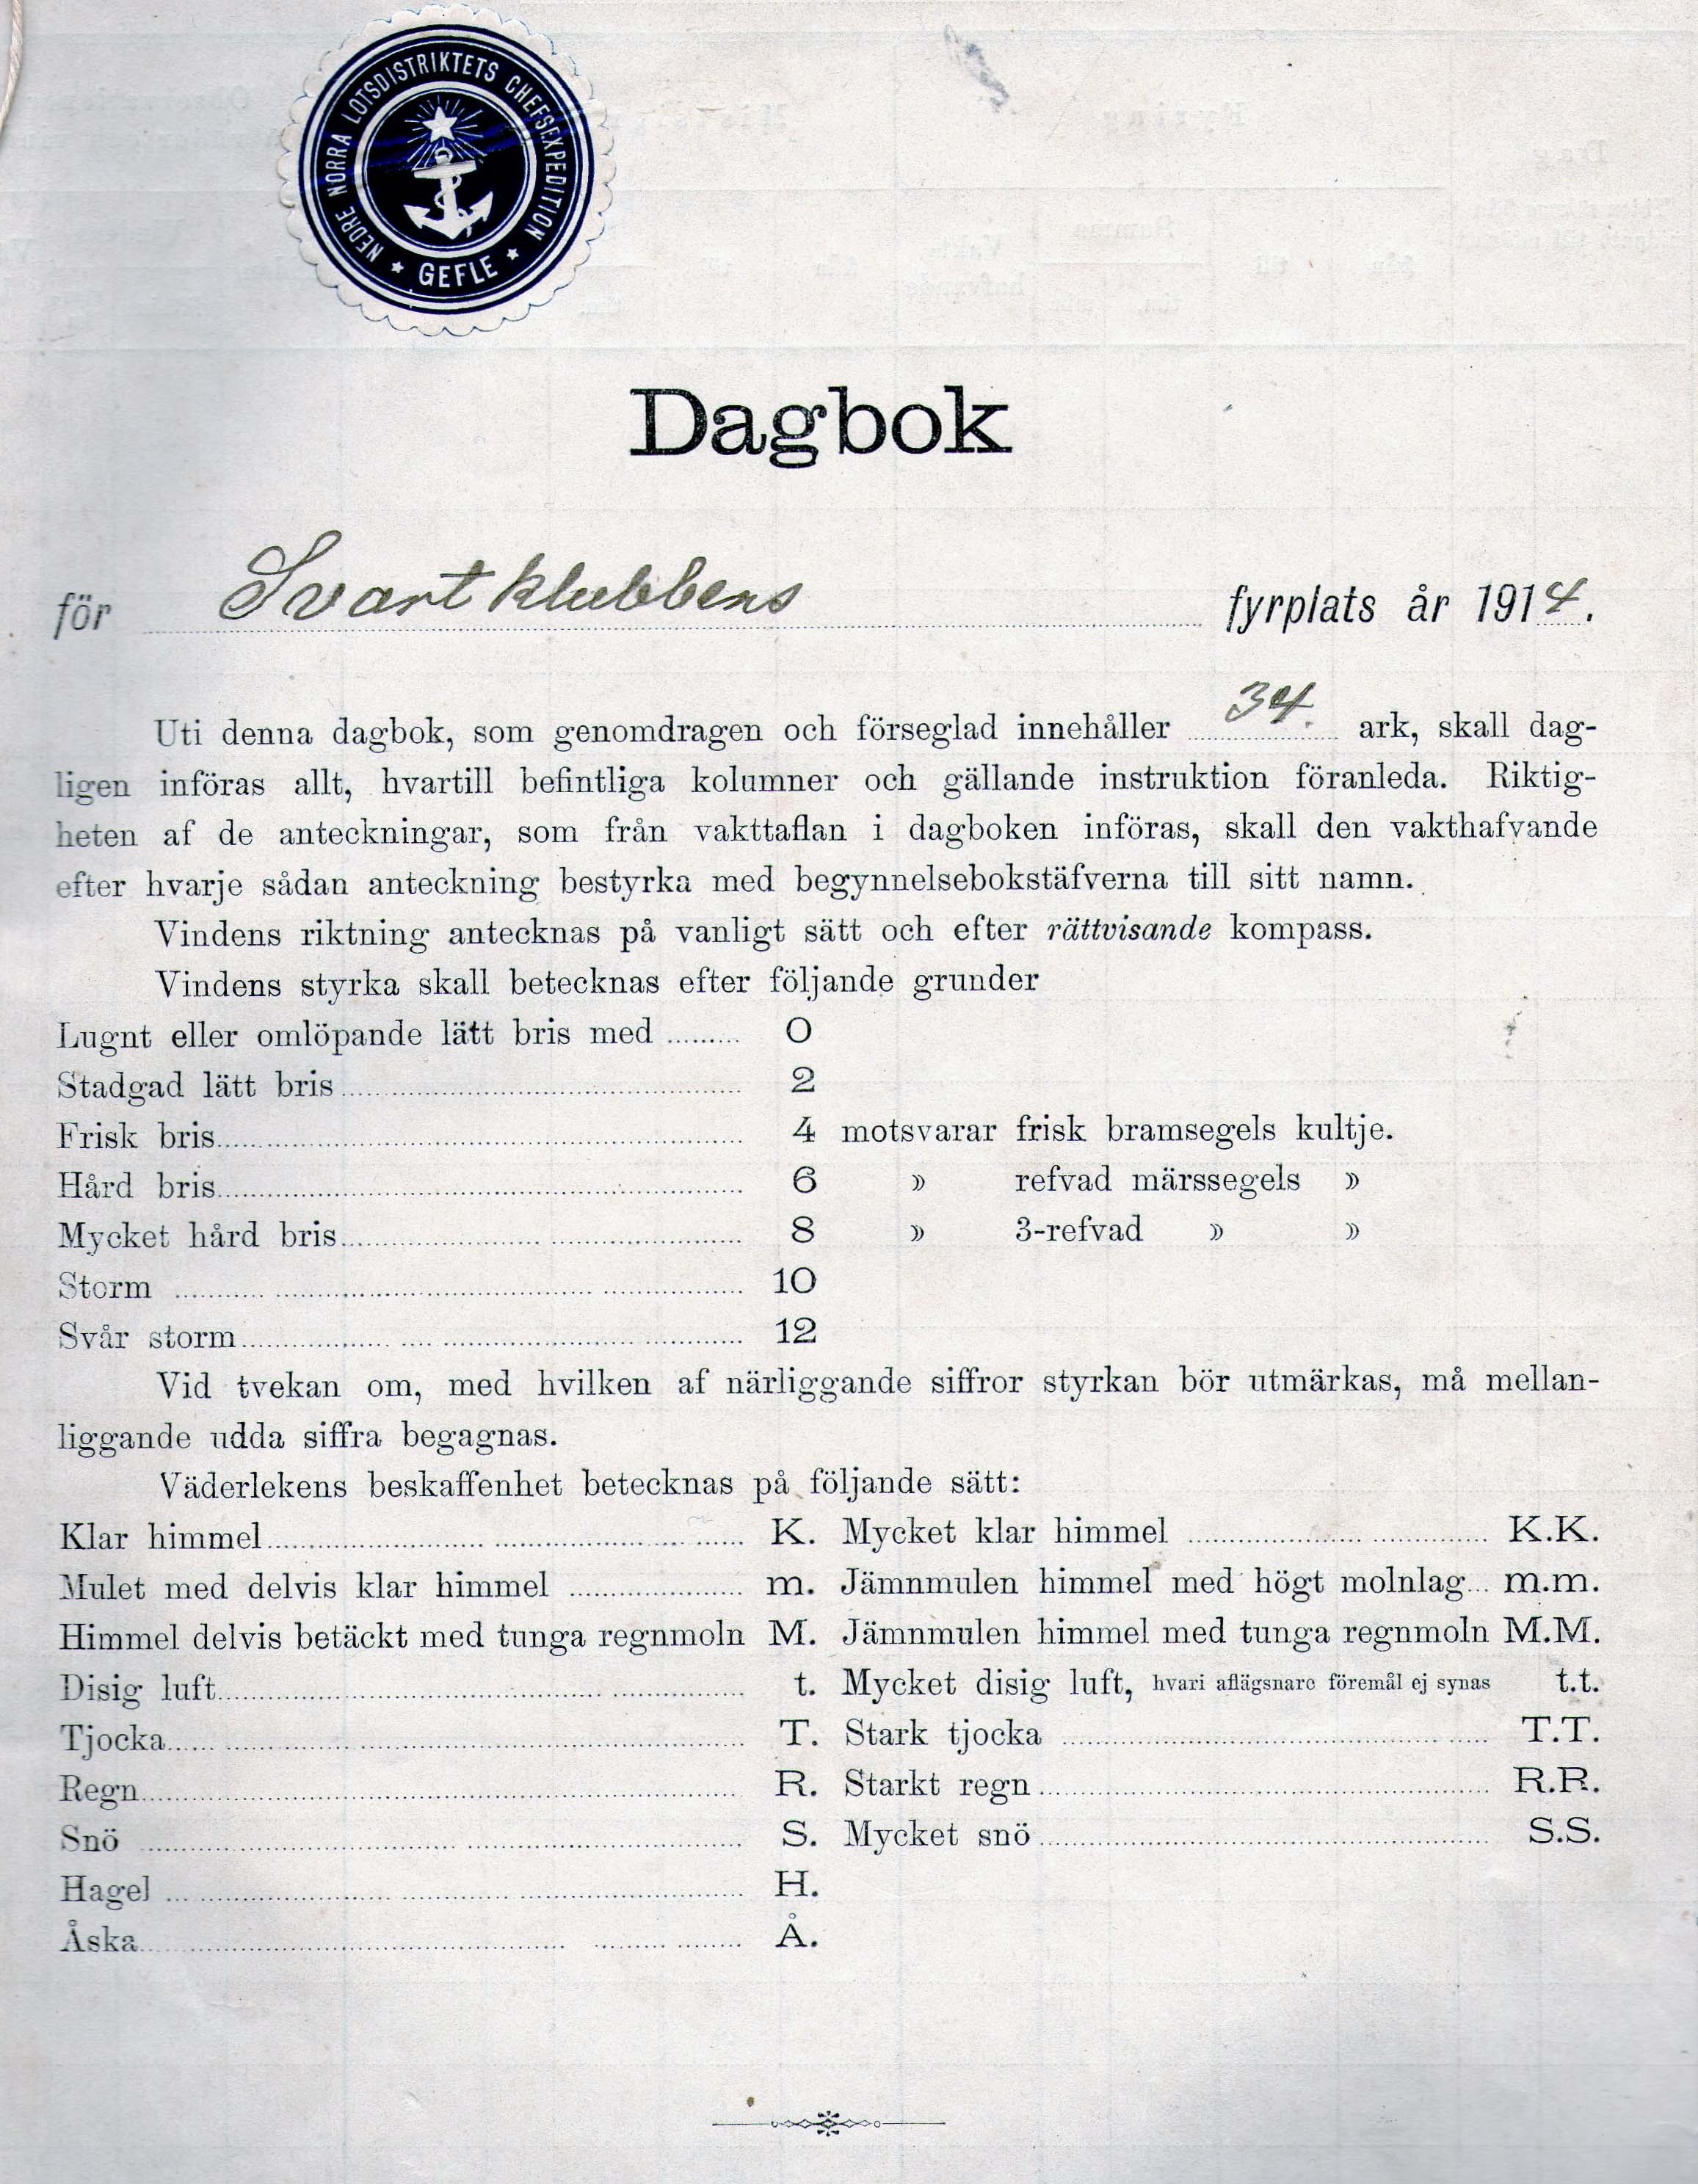 NEDRE NORRA LOTSDISTRIKTETS CHEFSEXPEDITION
★ GEFLE ★
Dagbok
för Svartklubbens fyrplats år 1914.
Uti denna dagbok, som genomdragen och förseglad innehåller 34. ark, skall dag-
ligen införas allt, hvartill befintliga kolumner och gällande instruktion föranleda. Riktig-
heten af de anteckningar, som från vakttaflan i dagboken införas, skall den vakthafvande
efter hvarje sådan anteckning bestyrka med begynnelsebokstäfverna till sitt namn.
Vindens riktning antecknas på vanligt sätt och efter rättvisande kompass.
Vindens styrka skall betecknas efter följande grunder
Lugnt eller omlöpande lätt bris med ......... 0
Stadgad lätt bris ......... 2
Frisk bris ......... 4 motsvarar frisk bramsegels kultje.
Hård bris ......... 6 » refvad märssegels »
Mycket hård bris ......... 8 » 3-refvad » »
Storm ......... 10
Svår storm ......... 12
Vid tvekan om, med hvilken af närliggande siffror styrkan bör utmärkas, må mellan-
liggande udda siffra begagnas.
Väderlekens beskaffenhet betecknas på följande sätt:
Klar himmel ......... K. Mycket klar himmel ......... K.K.
Mulet med delvis klar himmel ......... m. Jämnmulen himmel med högt molnlag ... m.m.
Himmel delvis betäckt med tunga regnmoln M. Jämnmulen himmel med tunga regnmoln M.M.
Disig luft ......... t. Mycket disig luft, hvari aflägsnare föremål ej synas t.t.
Tjocka ......... T. Stark tjocka ......... T.T.
Regn ......... R. Starkt regn ......... R.R.
Snö ......... S. Mycket snö ......... S.S.
Hagel ......... H.
Åska ......... Å.